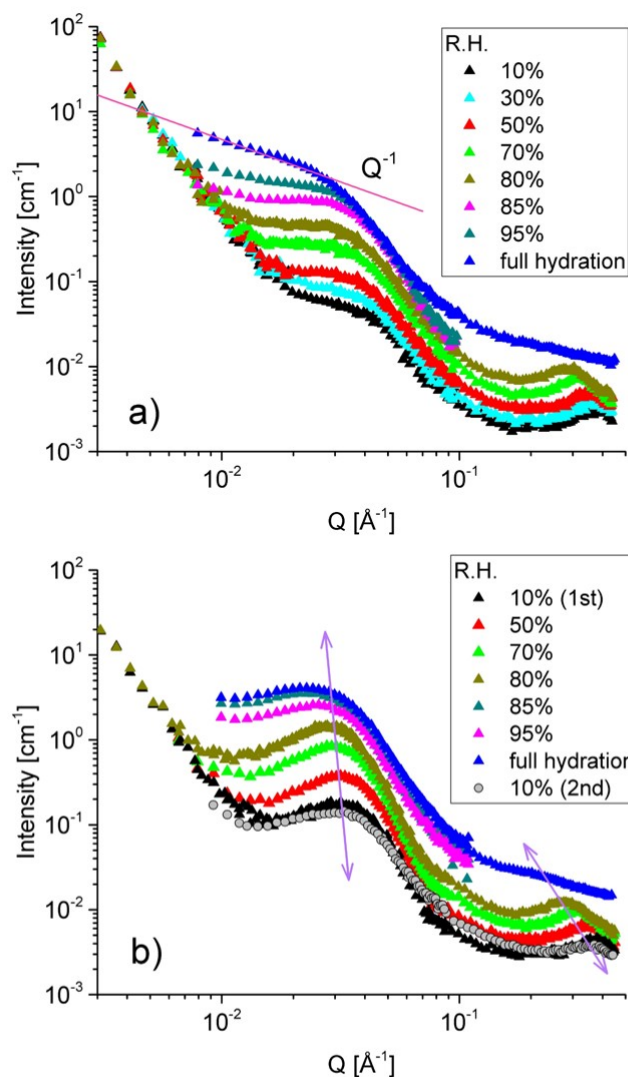 10²
10¹
10⁰
10⁻¹
10⁻²
10⁻³
Intensity [cm⁻¹]
R.H.
10%
30%
50%
70%
80%
85%
95%
full hydration
Q⁻¹
a)
10⁻²
10⁻¹
Q [Å⁻¹]
10²
10¹
10⁰
10⁻¹
10⁻²
10⁻³
Intensity [cm⁻¹]
R.H.
10% (1st)
50%
70%
80%
85%
95%
full hydration
10% (2nd)
b)
10⁻²
10⁻¹
Q [Å⁻¹]